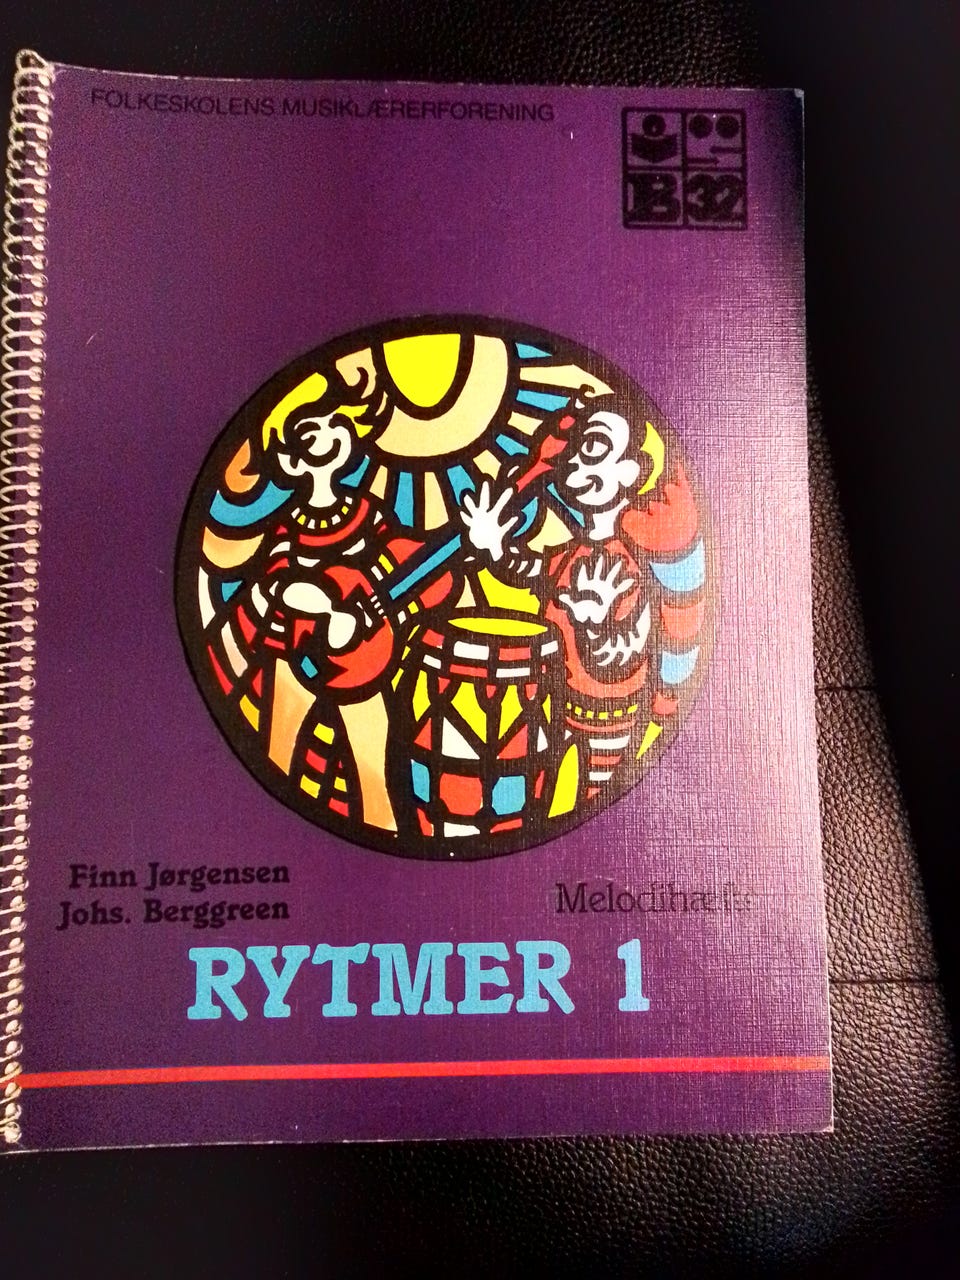 FOLKESKOLENS MUSIKLÆRERFORENING
B 32
Finn Jørgensen
Johs. Berggreen
Melodihæfte
RYTMER 1